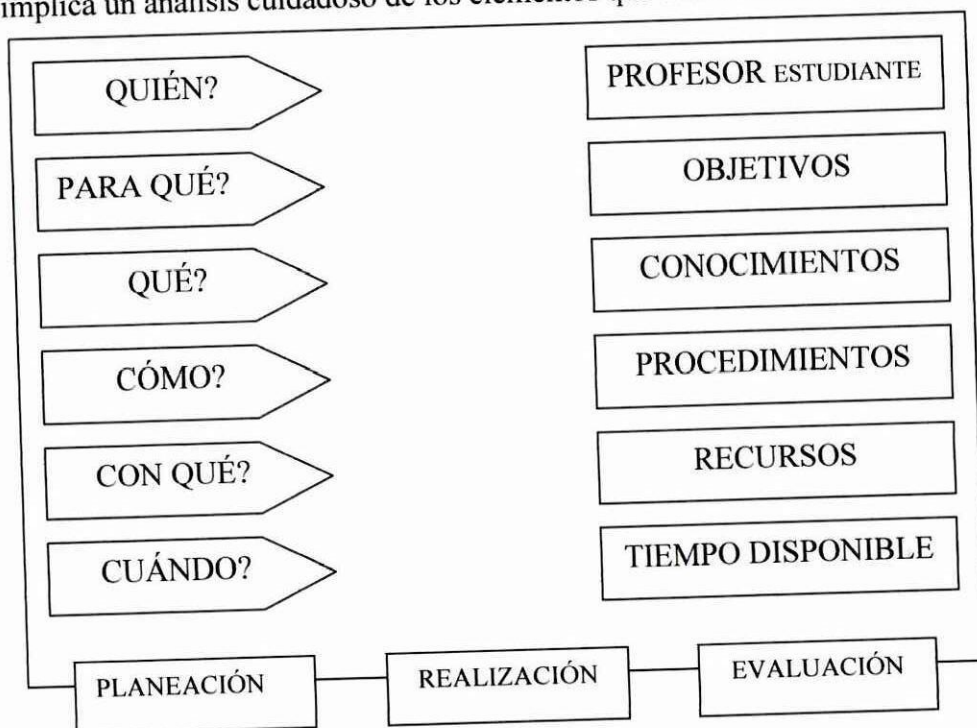 implica un análisis cuidadoso de los elementos
QUIÉN? PROFESOR ESTUDIANTE
PARA QUÉ? OBJETIVOS
QUÉ? CONOCIMIENTOS
CÓMO? PROCEDIMIENTOS
CON QUÉ? RECURSOS
CUÁNDO? TIEMPO DISPONIBLE
PLANEACIÓN REALIZACIÓN EVALUACIÓN